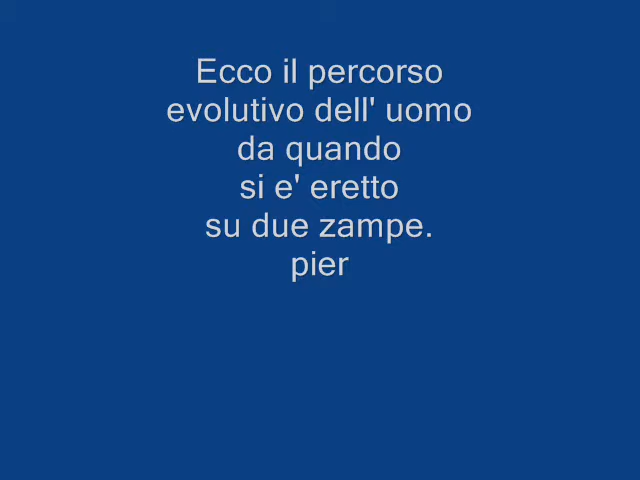 Ecco il percorso
evolutivo dell' uomo
da quando
si e' eretto
su due zampe.
pier